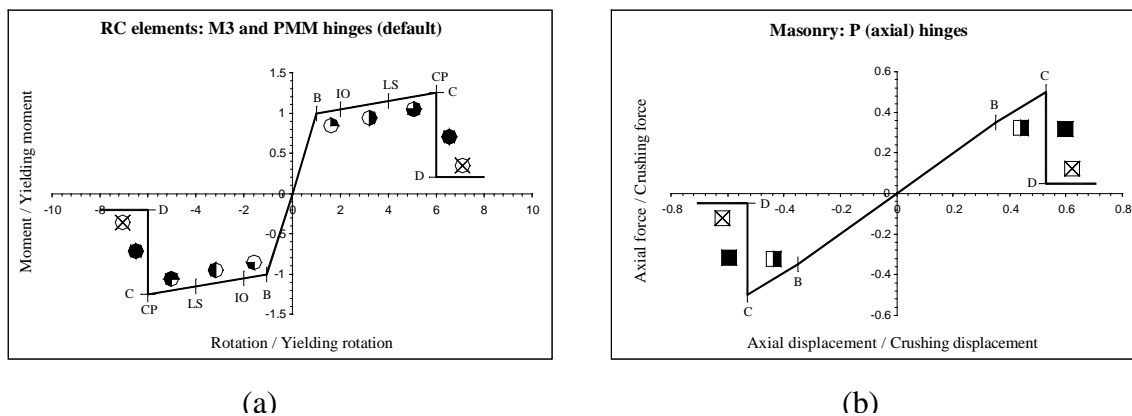 RC elements: M3 and PMM hinges (default)
Moment / Yielding moment
1.5
1.0
0.5
0
-0.5
-1
-1.5
-10 -8 -6 -4 -2 0 2 4 6 8 10
B IO LS CP C
D
D
C CP LS IO B
Rotation / Yielding rotation
(a)
Masonry: P (axial) hinges
Axial force / Crushing force
0.6
0.4
0.2
0
-0.2
-0.4
-0.6
-0.8 -0.6 -0.4 -0.2 0 0.2 0.4 0.6 0.8
C
B
D
D
B
C
Axial displacement / Crushing displacement
(b)